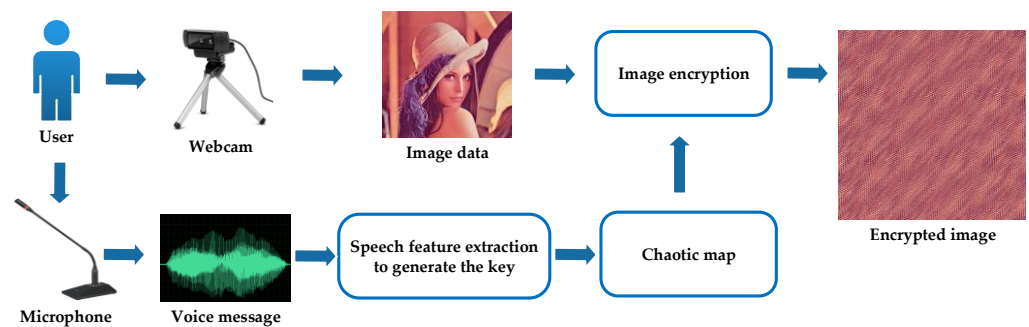 User
Webcam
Image data
Image encryption
Encrypted image
Microphone
Voice message
Speech feature extraction
to generate the key
Chaotic map